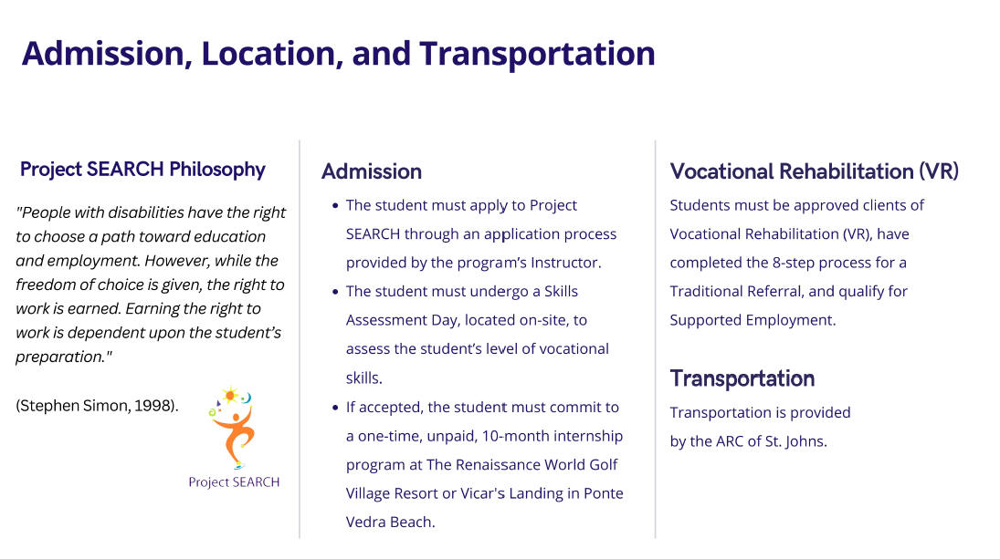 Admission, Location, and Transportation
Project SEARCH Philosophy
"People with disabilities have the right
to choose a path toward education
and employment. However, while the
freedom of choice is given, the right to
work is earned. Earning the right to
work is dependent upon the student’s
preparation."
(Stephen Simon, 1998).
Project SEARCH
Admission
• The student must apply to Project
SEARCH through an application process
provided by the program’s Instructor.
• The student must undergo a Skills
Assessment Day, located on-site, to
assess the student’s level of vocational
skills.
• If accepted, the student must commit to
a one-time, unpaid, 10-month internship
program at The Renaissance World Golf
Village Resort or Vicar's Landing in Ponte
Vedra Beach.
Vocational Rehabilitation (VR)
Students must be approved clients of
Vocational Rehabilitation (VR), have
completed the 8-step process for a
Traditional Referral, and qualify for
Supported Employment.
Transportation
Transportation is provided
by the ARC of St. Johns.